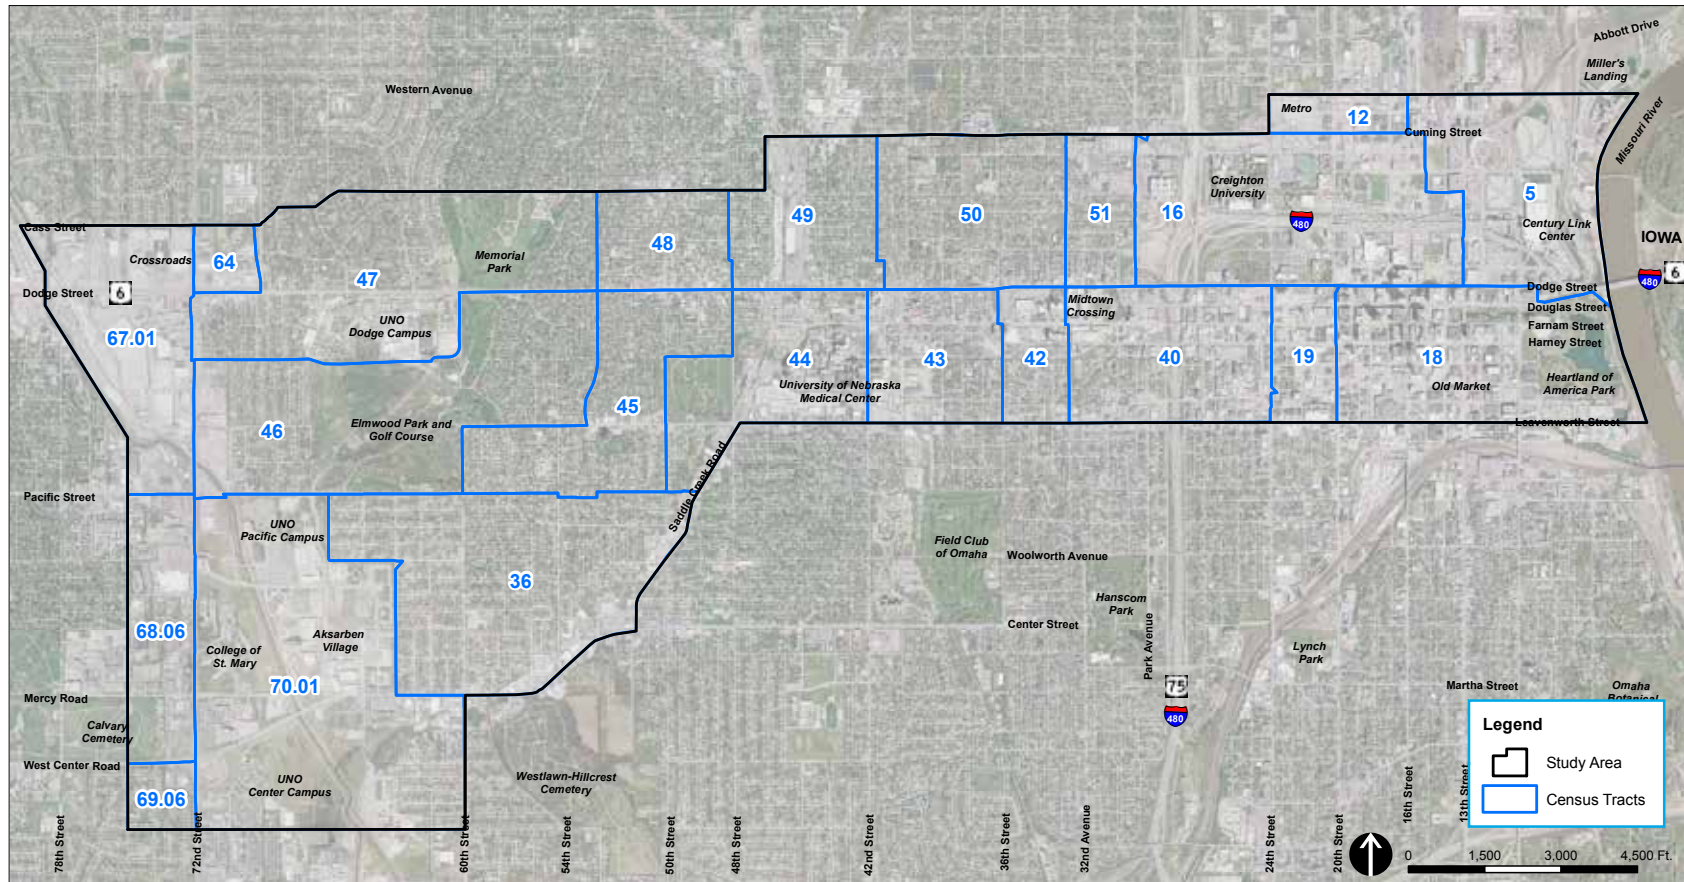 Abbott Drive
Miller's
Landing
Western Avenue
Metro
12
Cuming Street
Missouri River
Creighton
University
49
50
51
16
480
5
Century Link
Center
Cass Street
Crossroads
64
47
Memorial
Park
48
IOWA
6
480
Dodge Street
6
67.01
UNO
Dodge Campus
Midtown
Crossing
Dodge Street
Douglas Street
Farnam Street
Harney Street
44
43
42
40
19
18
University of Nebraska
Medical Center
Old Market
Heartland of
America Park
46
Elmwood Park and
Golf Course
45
Leavenworth Street
Saddle Creek Road
Pacific Street
UNO
Pacific Campus
36
Field Club
of Omaha
Woolworth Avenue
Hanscom
Park
Center Street
Park Avenue
Lynch
Park
68.06
College of
St. Mary
Aksarben
Village
70.01
75
480
Martha Street
Omaha
Botanical
Mercy Road
Calvary
Cemetery
West Center Road
69.06
UNO
Center Campus
Westlawn-Hillcrest
Cemetery
78th Street
72nd Street
60th Street
54th Street
50th Street
48th Street
42nd Street
36th Street
32nd Avenue
24th Street
20th Street
16th Street
13th Street
Legend
Study Area
Census Tracts
0
1,500
3,000
4,500 Ft.